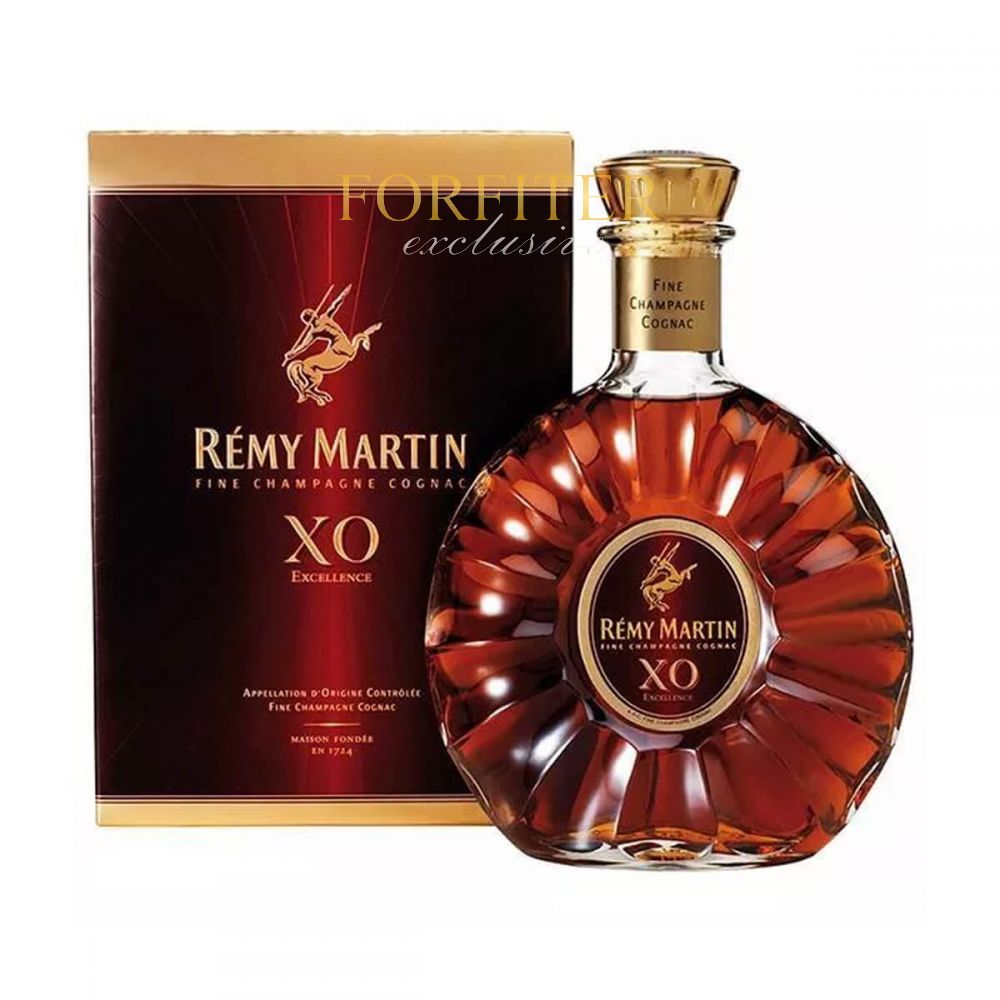 FORFITER
exclusive
RÉMY MARTIN
FINE CHAMPAGNE COGNAC
XO
EXCELLENCE
APPELLATION D'ORIGINE CONTRÔLÉE
FINE CHAMPAGNE COGNAC
MAISON FONDÉE
EN 1724
FINE
CHAMPAGNE
COGNAC
RÉMY MARTIN
FINE CHAMPAGNE COGNAC
XO
EXCELLENCE